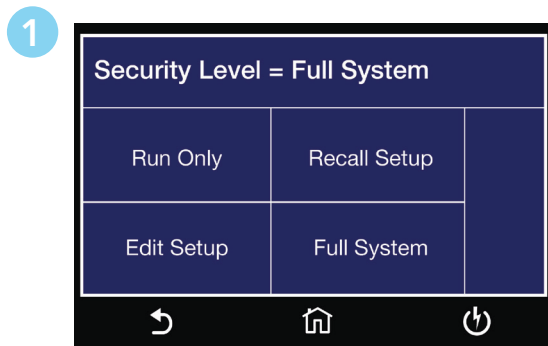 1
Security Level = Full System
Run Only
Recall Setup
Edit Setup
Full System